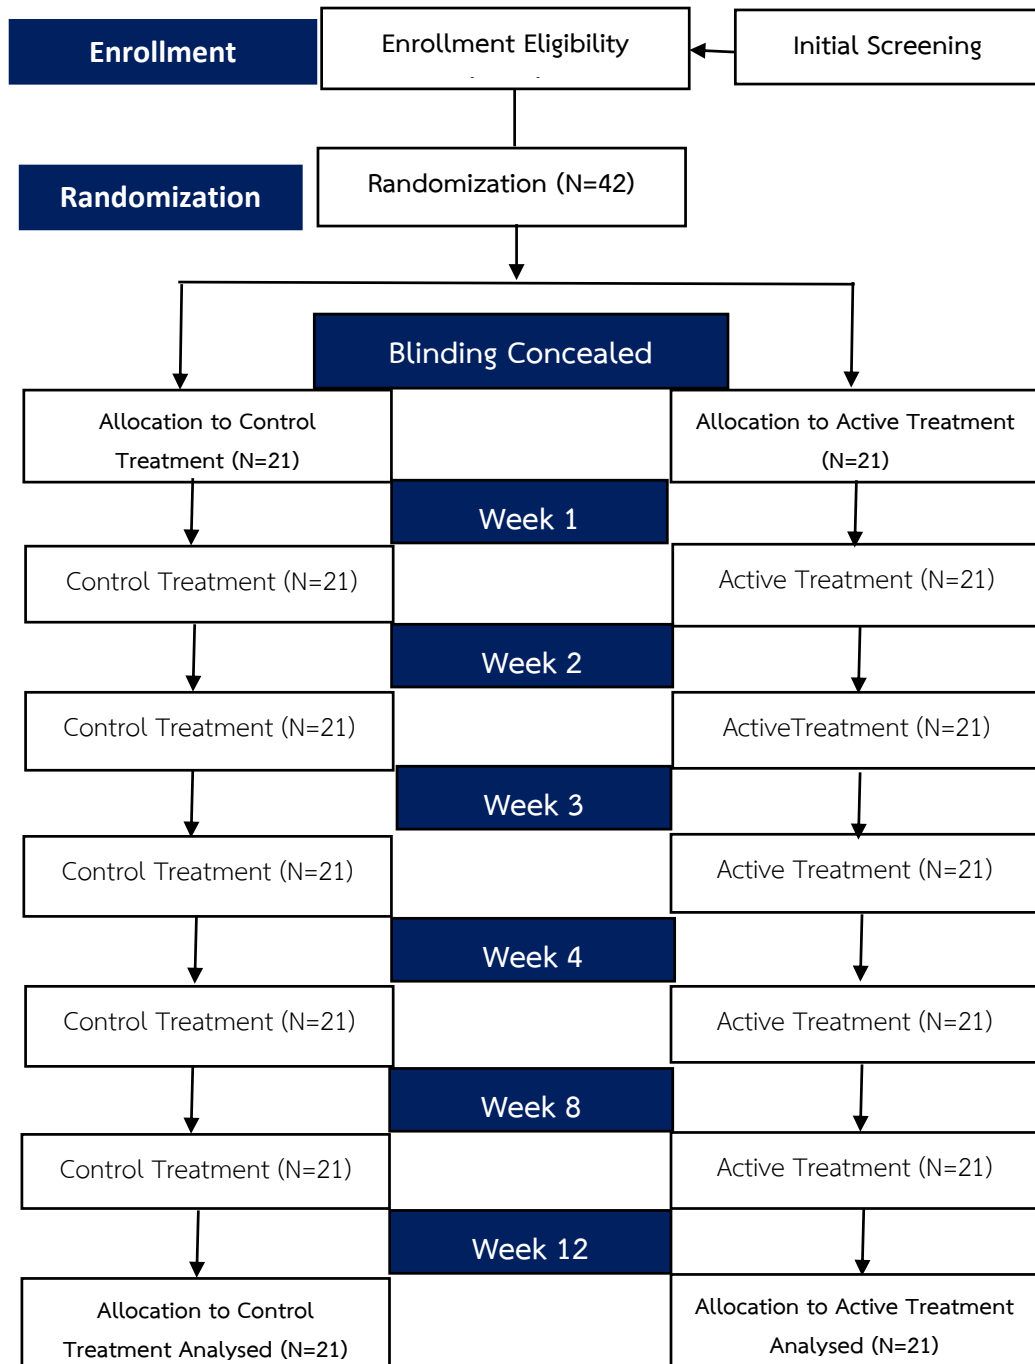 Enrollment
Enrollment Eligibility
Initial Screening
Randomization
Randomization (N=42)
Blinding Concealed
Allocation to Control
Treatment (N=21)
Allocation to Active Treatment
(N=21)
Week 1
Control Treatment (N=21)
Active Treatment (N=21)
Week 2
Control Treatment (N=21)
ActiveTreatment (N=21)
Week 3
Control Treatment (N=21)
Active Treatment (N=21)
Week 4
Control Treatment (N=21)
Active Treatment (N=21)
Week 8
Control Treatment (N=21)
Active Treatment (N=21)
Week 12
Allocation to Control
Treatment Analysed (N=21)
Allocation to Active Treatment
Analysed (N=21)